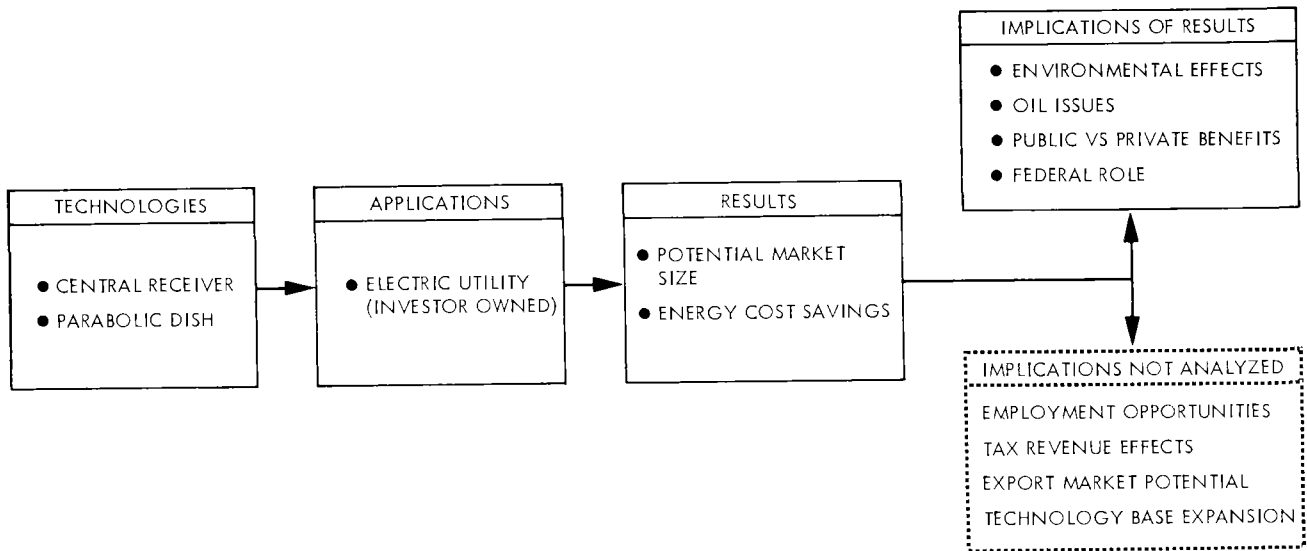 TECHNOLOGIES
● CENTRAL RECEIVER
● PARABOLIC DISH
APPLICATIONS
● ELECTRIC UTILITY
(INVESTOR OWNED)
RESULTS
● POTENTIAL MARKET
SIZE
● ENERGY COST SAVINGS
IMPLICATIONS OF RESULTS
● ENVIRONMENTAL EFFECTS
● OIL ISSUES
● PUBLIC VS PRIVATE BENEFITS
● FEDERAL ROLE
IMPLICATIONS NOT ANALYZED
EMPLOYMENT OPPORTUNITIES
TAX REVENUE EFFECTS
EXPORT MARKET POTENTIAL
TECHNOLOGY BASE EXPANSION